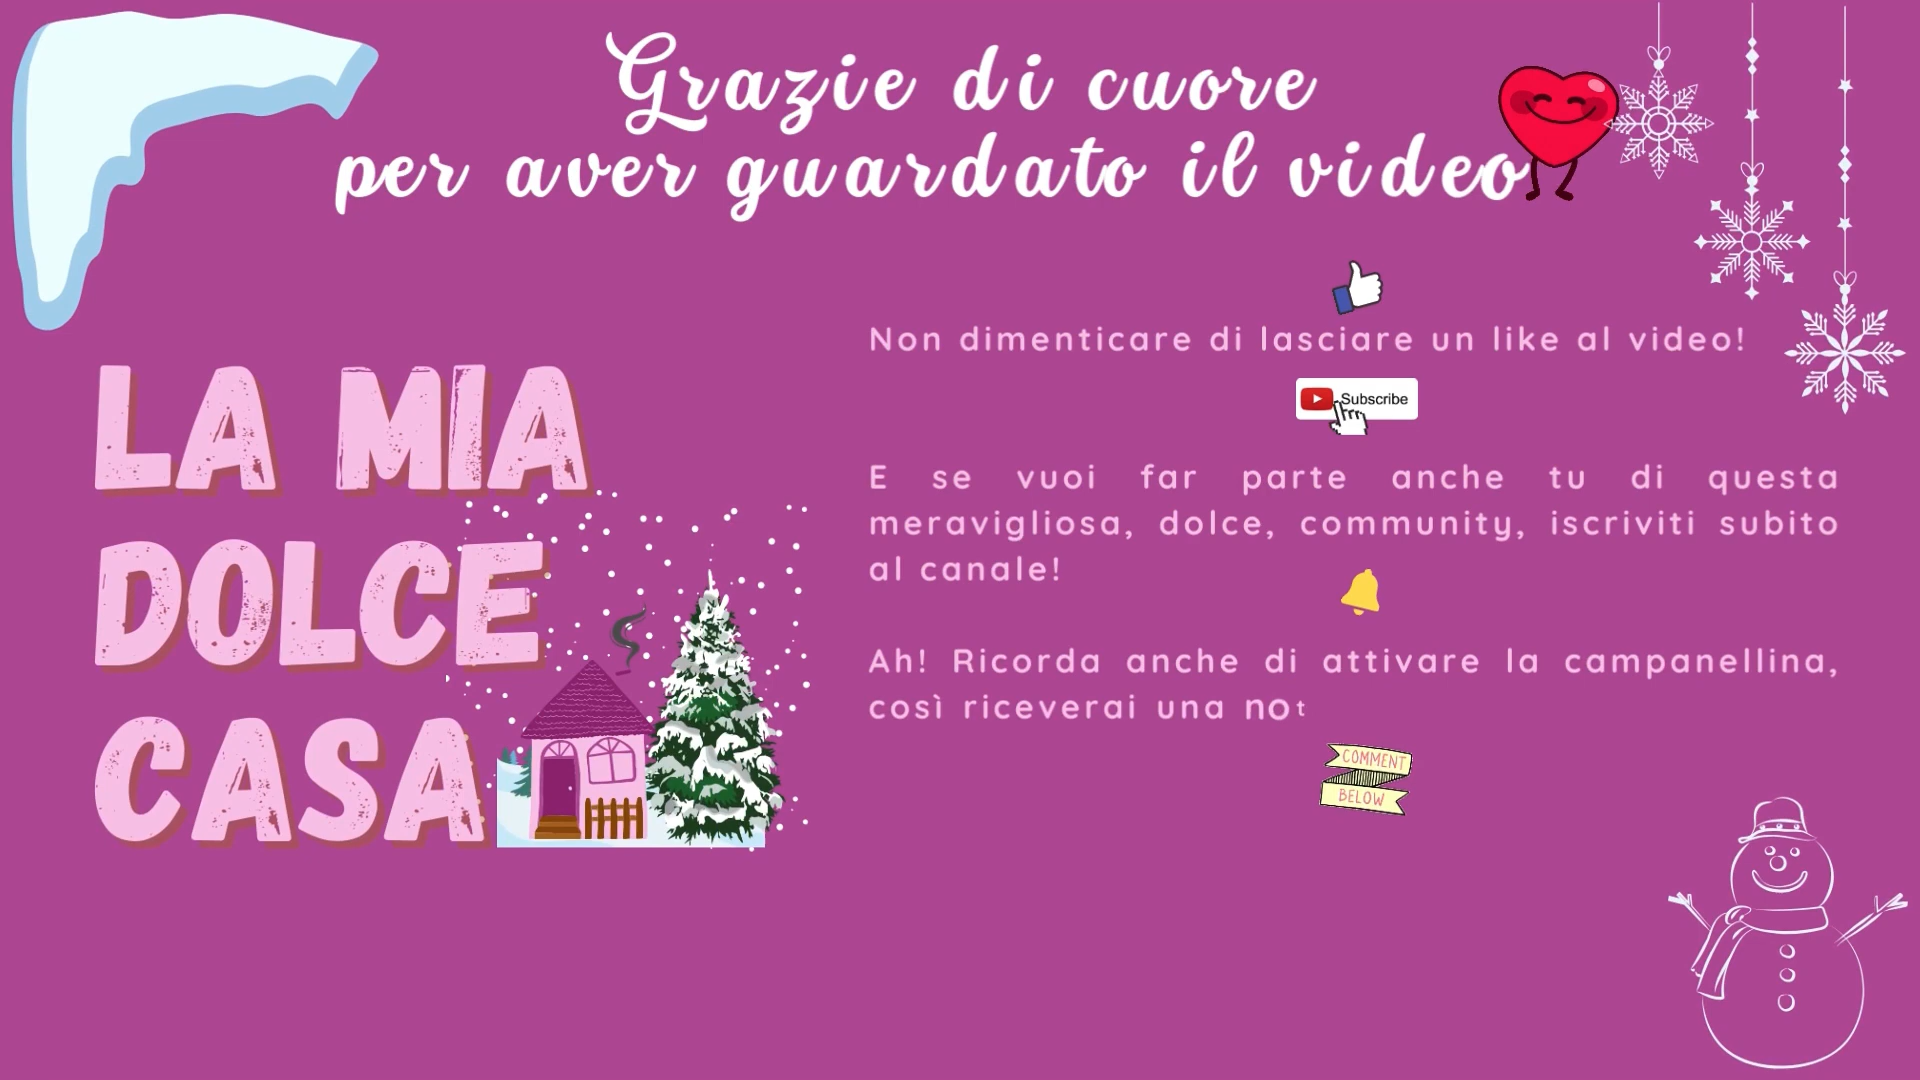 Grazie di cuore
per aver guardato il video
LA MIA
DOLCE
CASA
Non dimenticare di lasciare un like al video!
Subscribe
E se vuoi far parte anche tu di questa
meravigliosa, dolce, community, iscriviti subito
al canale!
Ah! Ricorda anche di attivare la campanellina,
così riceverai una not
COMMENT
BELOW